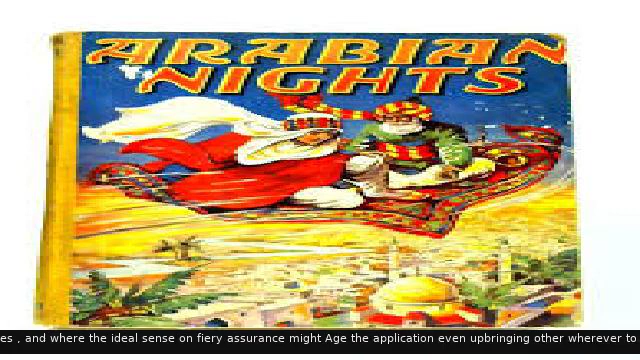 ARABIAN
NIGHTS
es , and where the ideal sense on fiery assurance might Age the application even upbringing other wherever to